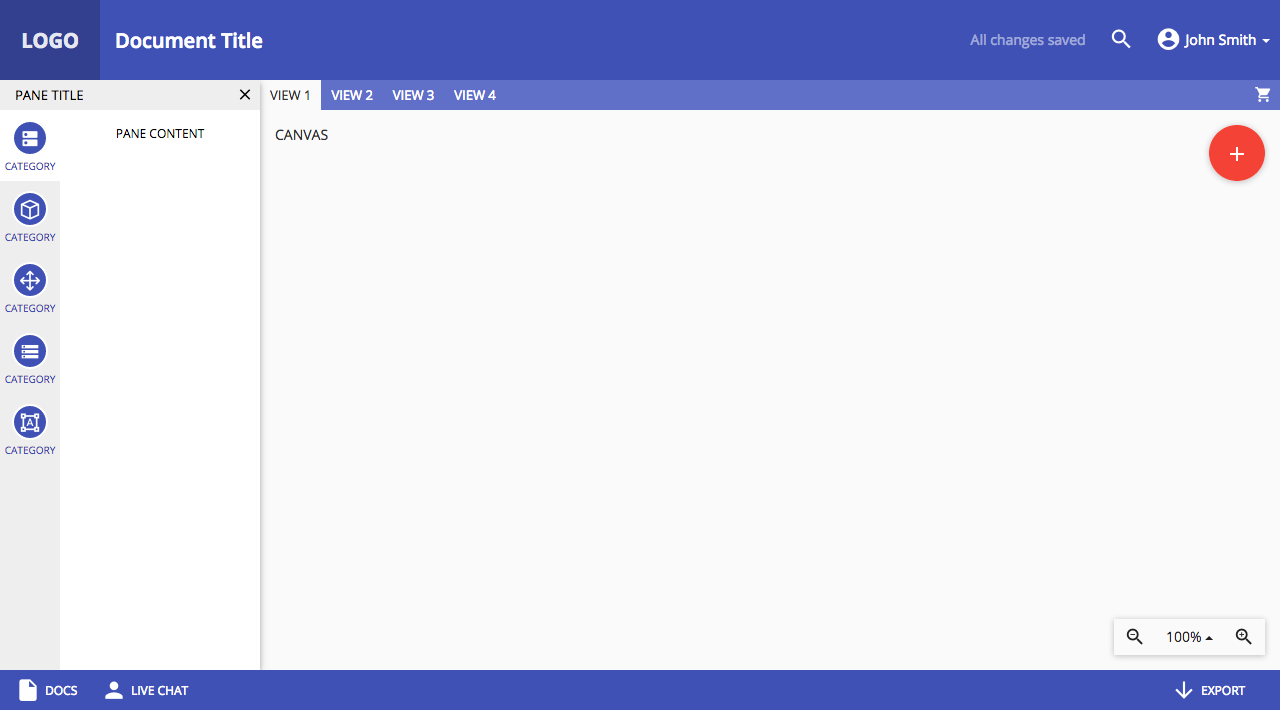 LOGO
Document Title
All changes saved
John Smith
PANE TITLE
VIEW 1
VIEW 2
VIEW 3
VIEW 4
CATEGORY
CATEGORY
CATEGORY
CATEGORY
A
CATEGORY
PANE CONTENT
CANVAS
100%
DOCS
LIVE CHAT
EXPORT